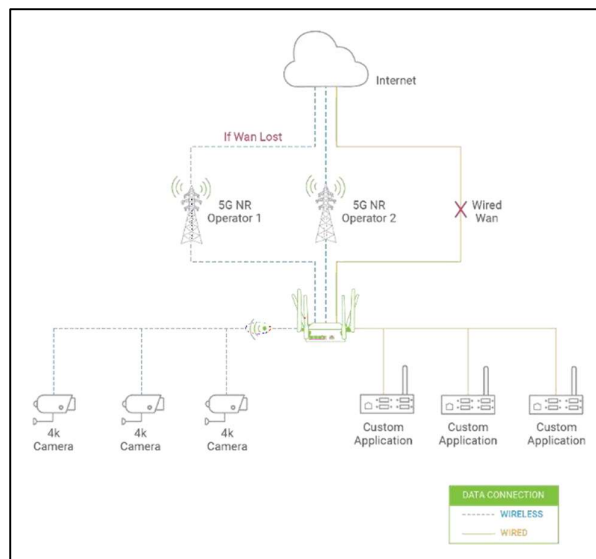 Internet
If Wan Lost
5G NR
Operator 1
5G NR
Operator 2
Wired
Wan
4k
Camera
4k
Camera
4k
Camera
Custom
Application
Custom
Application
Custom
Application
DATA CONNECTION
WIRELESS
WIRED